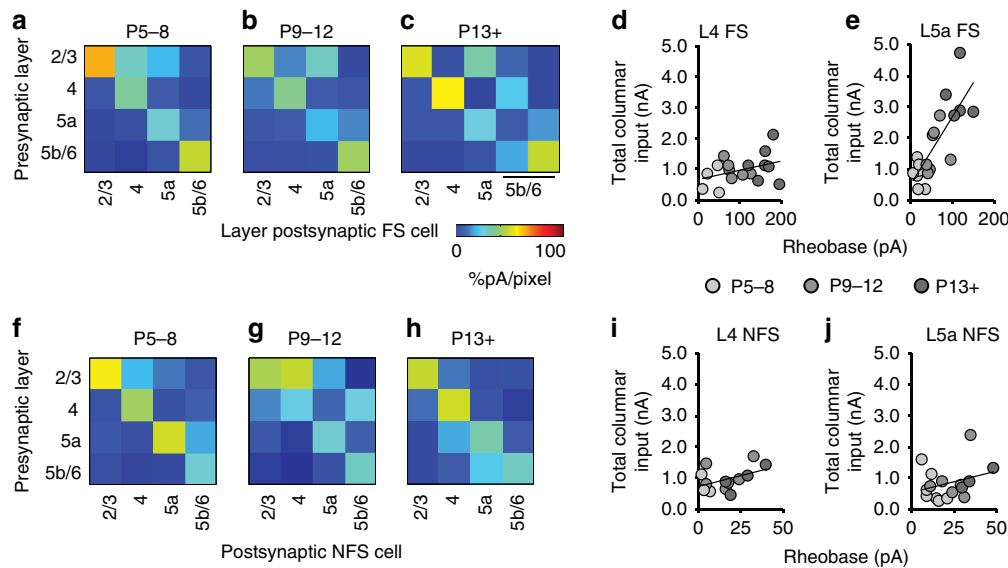 a
P5–8
b
P9–12
c
P13+
Presynaptic layer
2/3
4
5a
5b/6
2/3
4
5a
5b/6
2/3
4
5a
5b/6
2/3
4
5a
5b/6
Layer postsynaptic FS cell
0
100
%pA/pixel
d
L4 FS
Total columnar
input (nA)
5.0
4.0
3.0
2.0
1.0
0
0
100
200
e
L5a FS
Total columnar
input (nA)
5.0
4.0
3.0
2.0
1.0
0
0
100
200
Rheobase (pA)
P5–8
P9–12
P13+
f
P5–8
g
P9–12
h
P13+
Presynaptic layer
2/3
4
5a
5b/6
2/3
4
5a
5b/6
2/3
4
5a
5b/6
2/3
4
5a
5b/6
Postsynaptic NFS cell
i
L4 NFS
Total columnar
input (nA)
5.0
4.0
3.0
2.0
1.0
0
0
25
50
j
L5a NFS
Total columnar
input (nA)
5.0
4.0
3.0
2.0
1.0
0
0
25
50
Rheobase (pA)